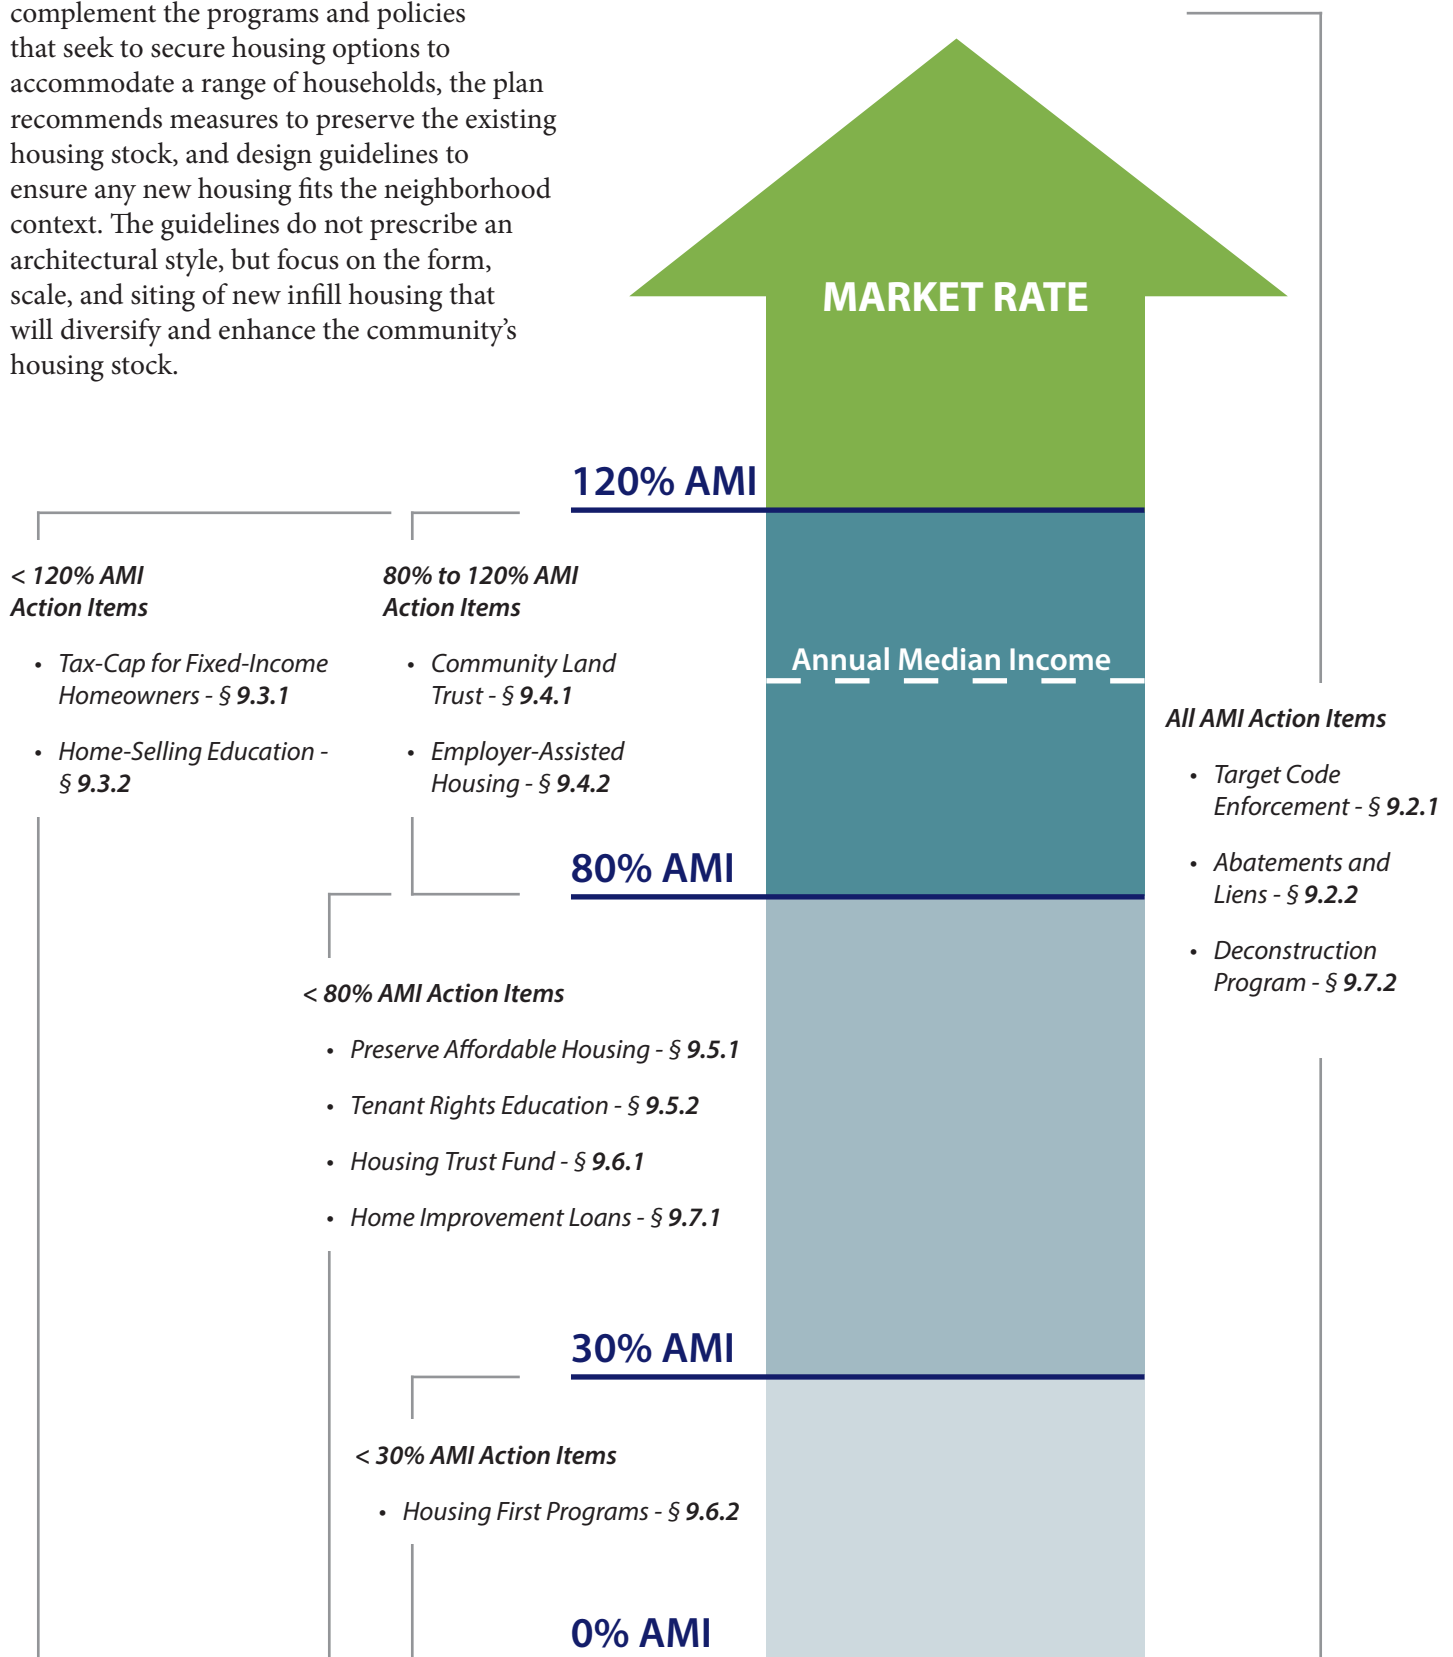 complement the programs and policies
that seek to secure housing options to
accommodate a range of households, the plan
recommends measures to preserve the existing
housing stock, and design guidelines to
ensure any new housing fits the neighborhood
context. The guidelines do not prescribe an
architectural style, but focus on the form,
scale, and siting of new infill housing that
will diversify and enhance the community's
housing stock.
MARKET RATE
120% AMI
< 120% AMI
Action Items
• Tax-Cap for Fixed-Income
Homeowners - § 9.3.1
• Home-Selling Education -
§ 9.3.2
80% to 120% AMI
Action Items
• Community Land
Trust - § 9.4.1
• Employer-Assisted
Housing - § 9.4.2
Annual Median Income
All AMI Action Items
• Target Code
Enforcement - § 9.2.1
• Abatements and
Liens - § 9.2.2
• Deconstruction
Program - § 9.7.2
80% AMI
< 80% AMI Action Items
• Preserve Affordable Housing - § 9.5.1
• Tenant Rights Education - § 9.5.2
• Housing Trust Fund - § 9.6.1
• Home Improvement Loans - § 9.7.1
30% AMI
< 30% AMI Action Items
• Housing First Programs - § 9.6.2
0% AMI